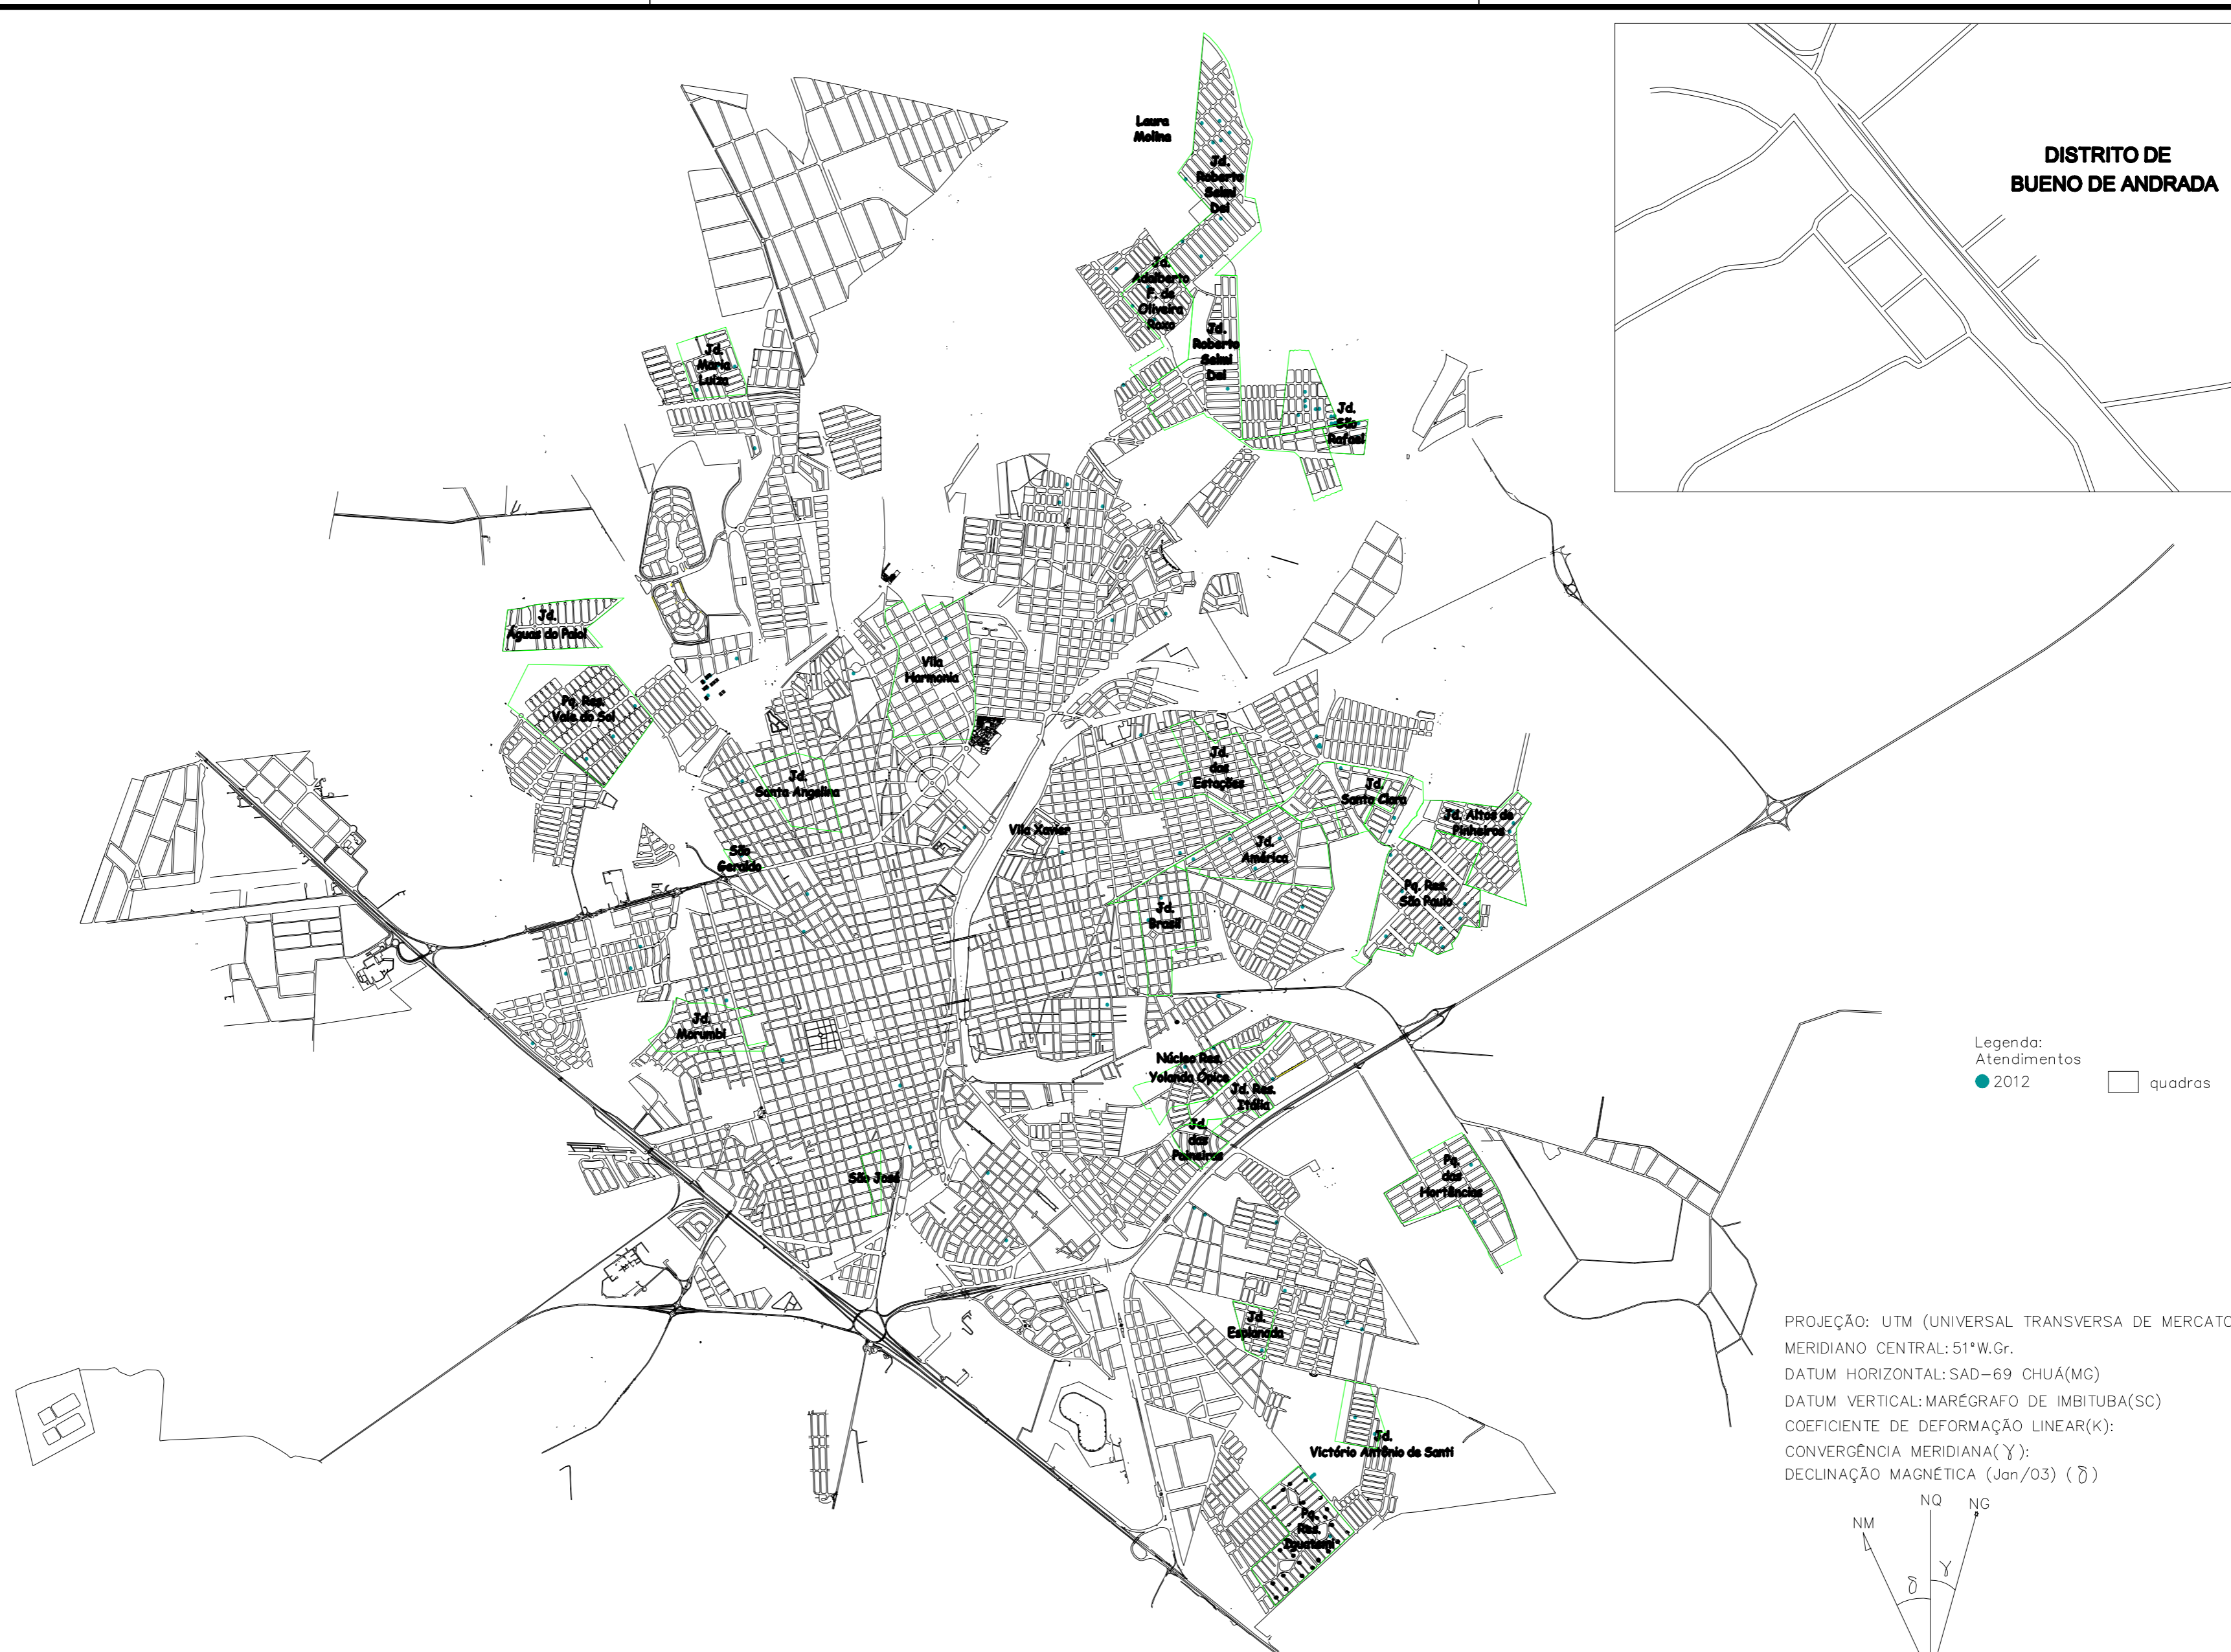 DISTRITO DE
BUENO DE ANDRADA
Laura
Molina
Jd.
Roberto
Selmi
Dei
Jd.
Adalberto
F. de
Oliveira
Roxo
Jd.
Roberto
Selmi
Dei
Jd.
Maria
Luiza
Jd.
São
Rafael
Jd.
Águas do Paiol
Vila
Harmonia
Pq. Res.
Vale do Sol
Jd.
Santa Angelina
Jd.
das
Estações
Jd.
Santa Clara
Jd. Altos de
Pinheiros
Vila Xavier
Jd.
América
São
Geraldo
Pq. Res.
São Paulo
Jd.
Brasil
Jd.
Morumbi
Núcleo Res.
Yolanda Ópice
Jd. Res.
Itália
Jd.
das
Paineiras
São José
Pq.
das
Hortências
Jd.
Esplanada
Jd.
Victório Antônio de Santi
Pq.
Res.
Iguatemi
Legenda:
Atendimentos
2012
quadras
PROJEÇÃO: UTM (UNIVERSAL TRANSVERSA DE MERCATO
MERIDIANO CENTRAL: 51°W.Gr.
DATUM HORIZONTAL: SAD-69 CHUÁ(MG)
DATUM VERTICAL: MARÉGRAFO DE IMBITUBA(SC)
COEFICIENTE DE DEFORMAÇÃO LINEAR(K):
CONVERGÊNCIA MERIDIANA(γ):
DECLINAÇÃO MAGNÉTICA (Jan/03) (δ)
NQ NG
NM
δ γ